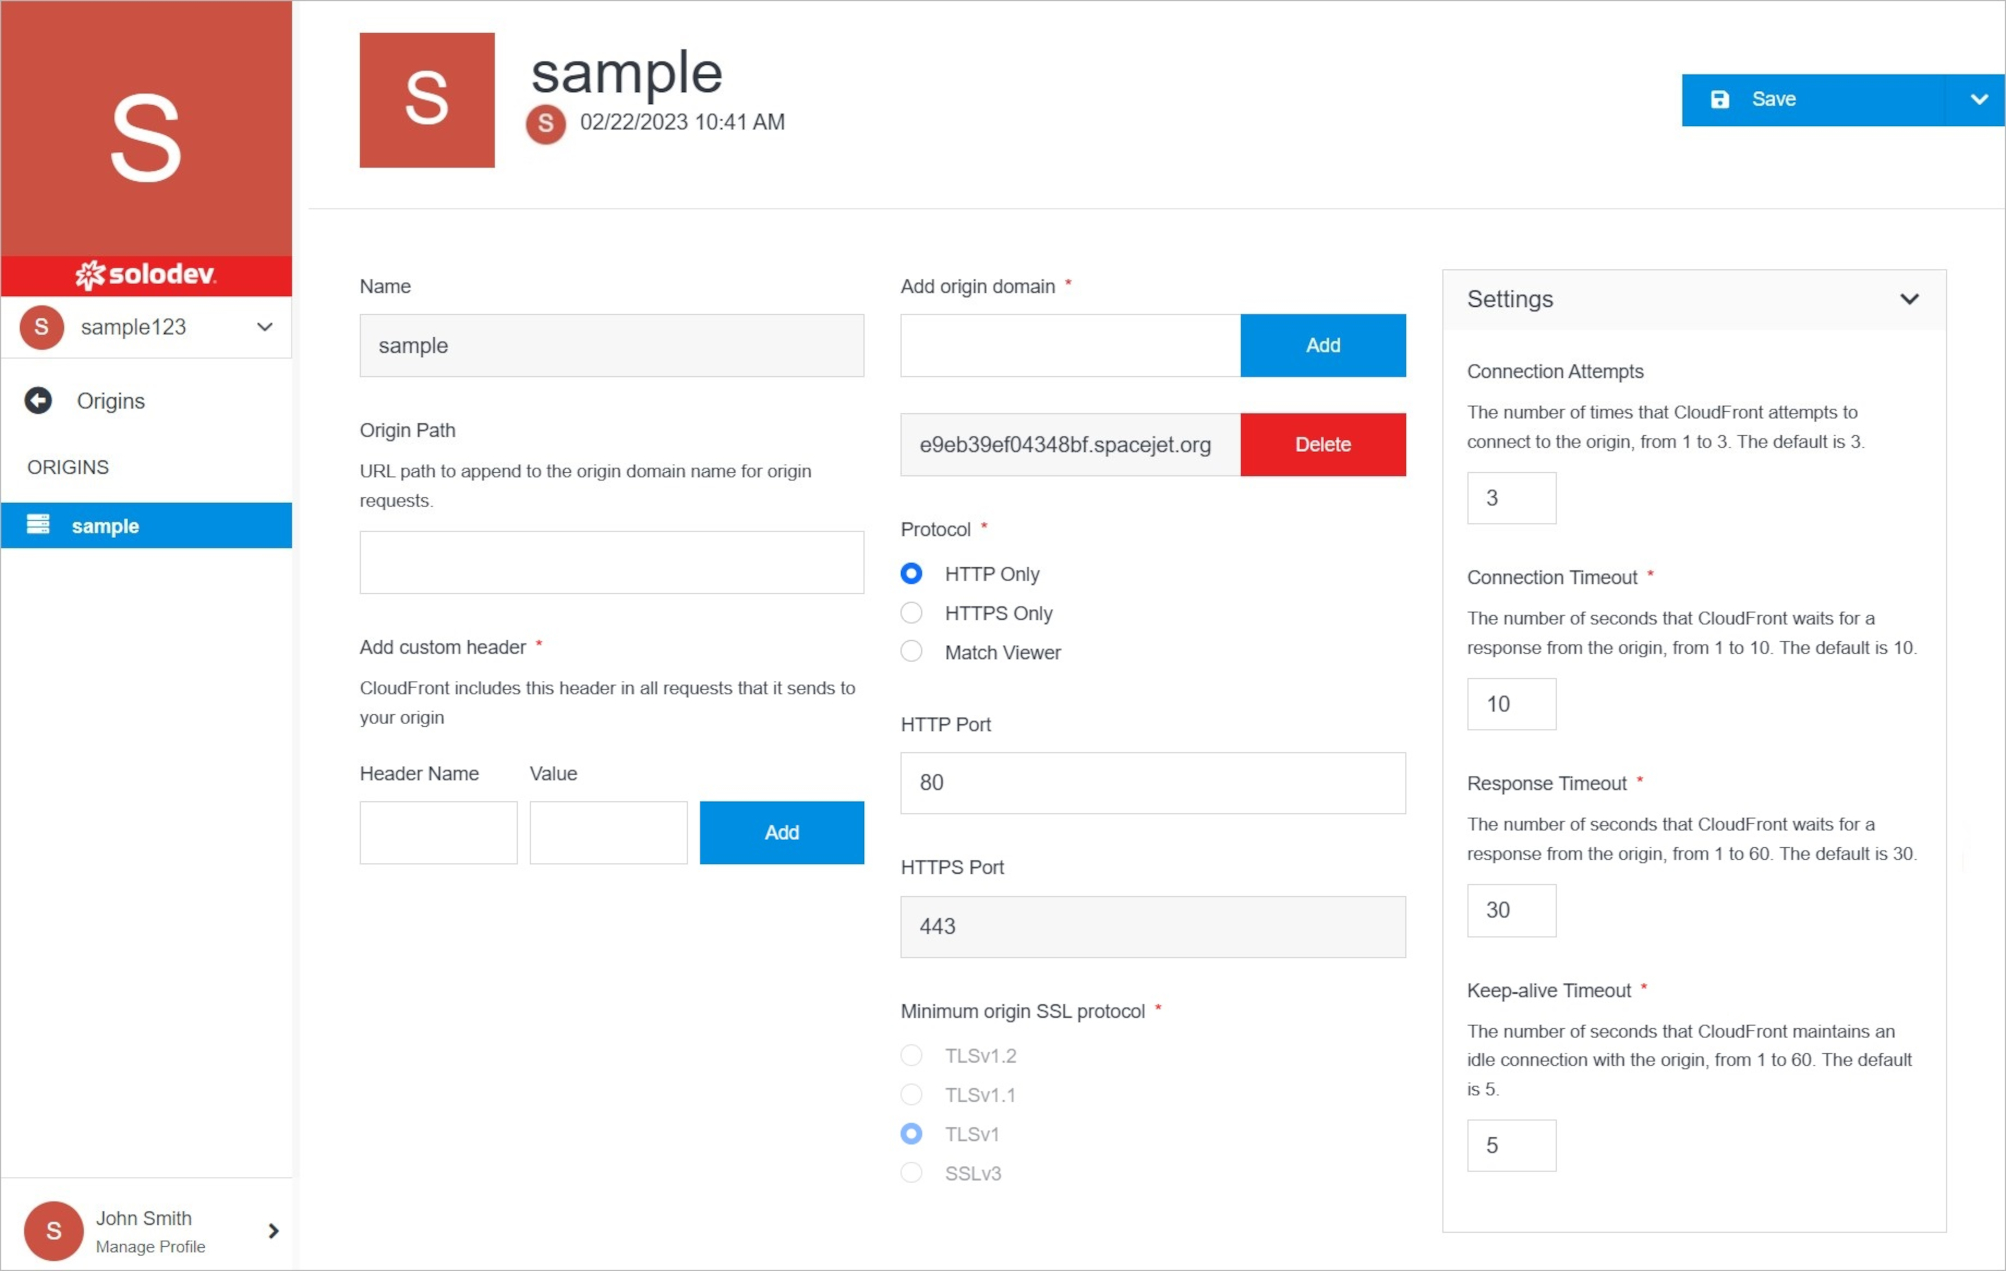 S
solodev
S sample123
Origins
ORIGINS
sample
S
John Smith
Manage Profile
S
sample
S 02/22/2023 10:41 AM
Save
Name
sample
Origin Path
URL path to append to the origin domain name for origin
requests.
Add custom header *
CloudFront includes this header in all requests that it sends to
your origin
Header Name Value
Add
Add origin domain *
Add
e9eb39ef04348bf.spacejet.org Delete
Protocol *
HTTP Only
HTTPS Only
Match Viewer
HTTP Port
80
HTTPS Port
443
Minimum origin SSL protocol *
TLSv1.2
TLSv1.1
TLSv1
SSLv3
Settings
Connection Attempts
The number of times that CloudFront attempts to
connect to the origin, from 1 to 3. The default is 3.
3
Connection Timeout *
The number of seconds that CloudFront waits for a
response from the origin, from 1 to 10. The default is 10.
10
Response Timeout *
The number of seconds that CloudFront waits for a
response from the origin, from 1 to 60. The default is 30.
30
Keep-alive Timeout *
The number of seconds that CloudFront maintains an
idle connection with the origin, from 1 to 60. The default
is 5.
5